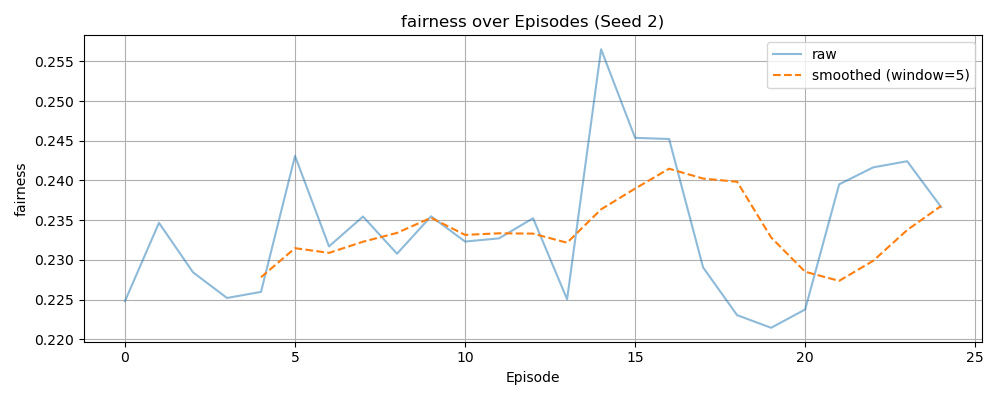 fairness over Episodes (Seed 2)
raw
smoothed (window=5)
fairness
0.255
0.250
0.245
0.240
0.235
0.230
0.225
0.220
0 5 10 15 20 25
Episode